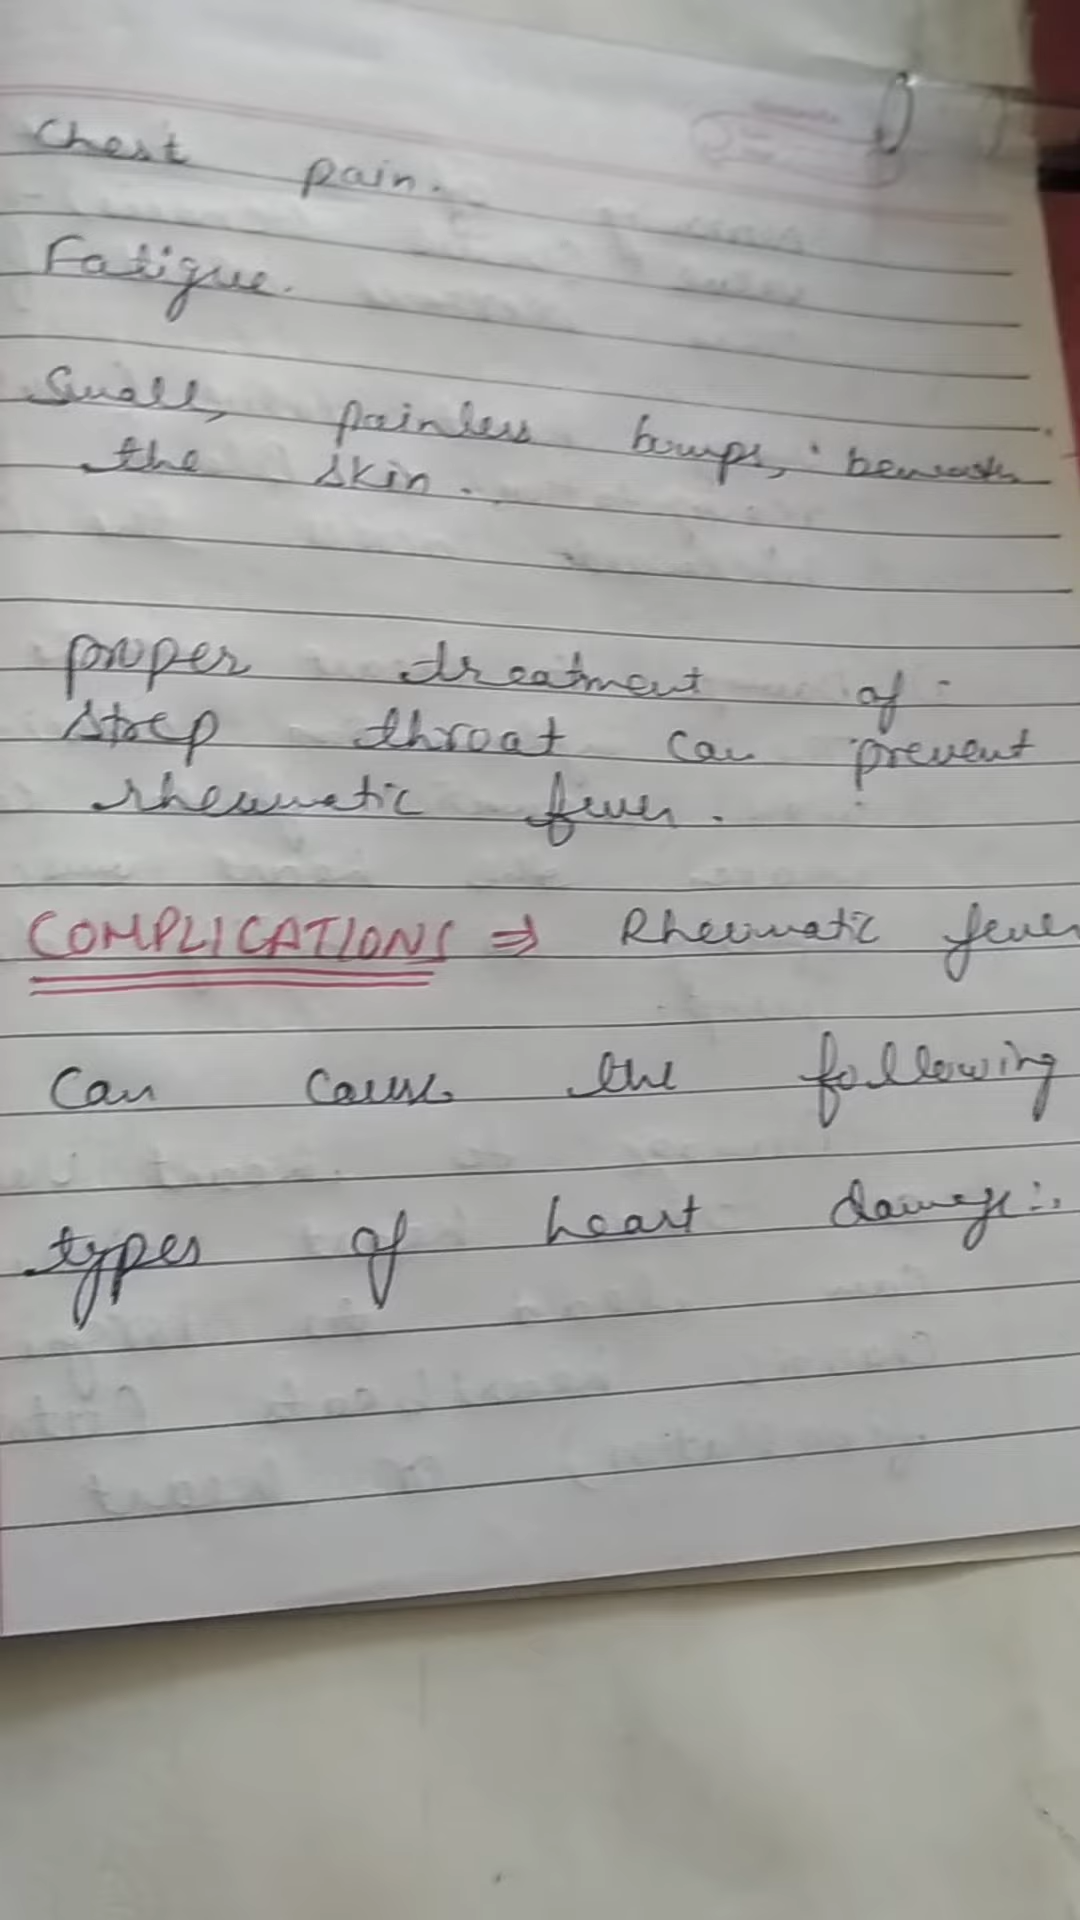 Chest pain.
Fatigue.
Small, painless bumps, beneath
the skin.
proper treatment of
strep throat can prevent
rheumatic fever.
COMPLICATIONS ⇒ Rheumatic fever
can cause the following
types of heart damage:.